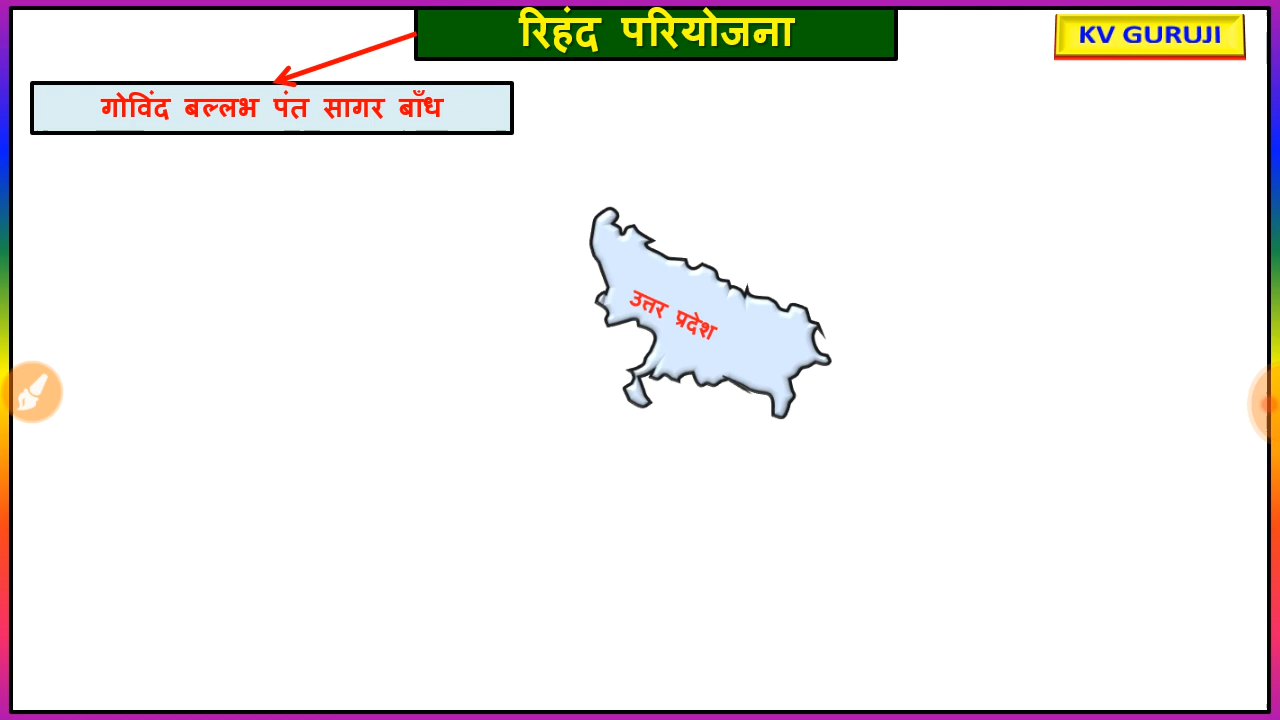 रिहंद परियोजना
KV GURUJI
गोविंद बल्लभ पंत सागर बाँध
उत्तर प्रदेश